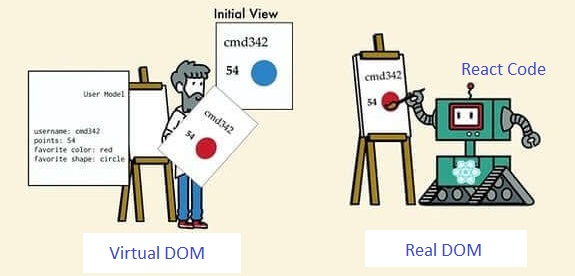 Initial View
cmd342
54
User Model
username: cmd342
points: 54
favorite color: red
favorite shape: circle
cmd342
54
Virtual DOM
cmd342
54
React Code
Real DOM